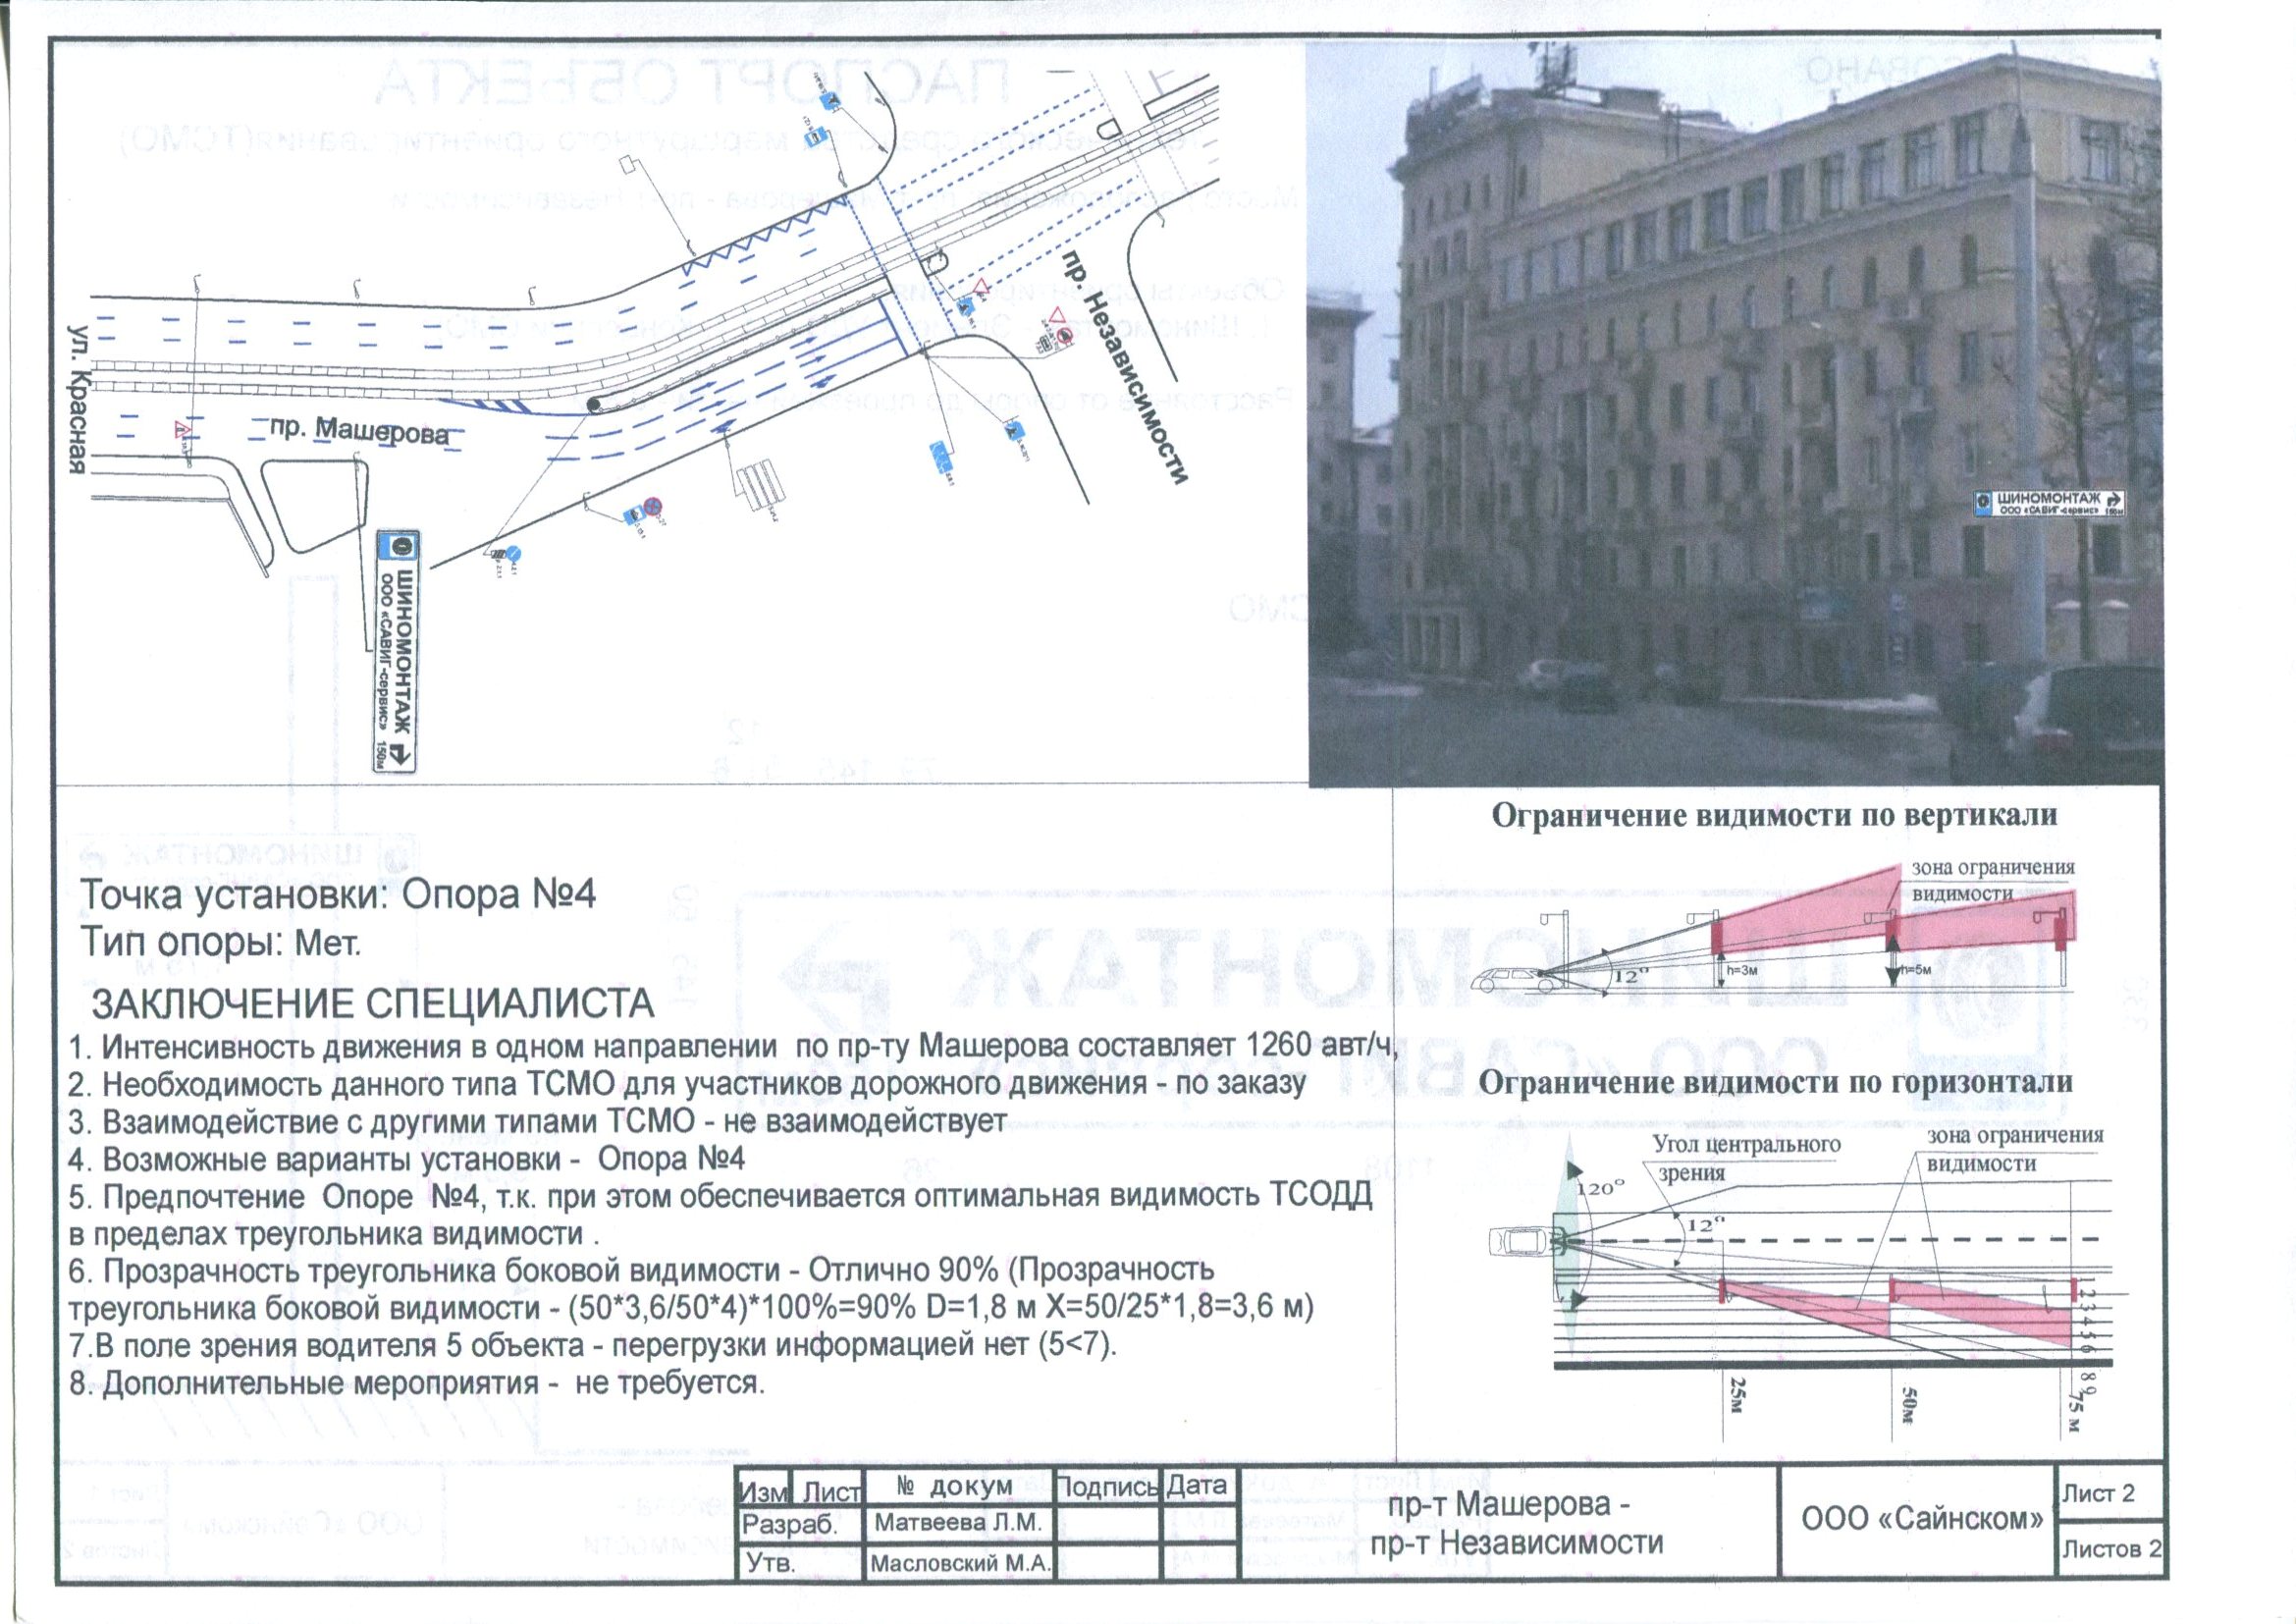 ул. Красная
пр. Машерова
пр. Независимости
ШИНОМОНТАЖ
ООО «САВИГ-сервис» 150м
ШИНОМОНТАЖ
ООО «САВИГ-сервис» 150м
Точка установки: Опора №4
Тип опоры: Мет.
ЗАКЛЮЧЕНИЕ СПЕЦИАЛИСТА
1. Интенсивность движения в одном направлении по пр-ту Машерова составляет 1260 авт/ч,
2. Необходимость данного типа ТСМО для участников дорожного движения - по заказу
3. Взаимодействие с другими типами ТСМО - не взаимодействует
4. Возможные варианты установки - Опора №4
5. Предпочтение Опоре №4, т.к. при этом обеспечивается оптимальная видимость ТСОДД
в пределах треугольника видимости .
6. Прозрачность треугольника боковой видимости - Отлично 90% (Прозрачность
треугольника боковой видимости - (50*3,6/50*4)*100%=90% D=1,8 м X=50/25*1,8=3,6 м)
7.В поле зрения водителя 5 объекта - перегрузки информацией нет (5<7).
8. Дополнительные мероприятия - не требуется.
Ограничение видимости по вертикали
зона ограничения
видимости
12°
h=3м
h=5м
Ограничение видимости по горизонтали
Угол центрального
зрения
зона ограничения
видимости
120°
12°
1 2 3 4 5 6 8 9
25м
50м
75 м
Изм Лист № докум Подпись Дата
Разраб. Матвеева Л.М.
Утв. Масловский М.А.
пр-т Машерова -
пр-т Независимости
ООО «Сайнском»
Лист 2
Листов 2